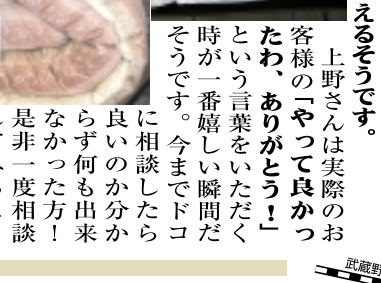 えるそうです。
上野さんは実際のお
客様の「やって良かっ
たわ、ありがとう！」
という言葉をいただく
時が一番嬉しい瞬間だ
そうです。今までドコ
に相談したら
良いのか分か
らず何も出来
なかった方！
是非一度相談
武蔵野